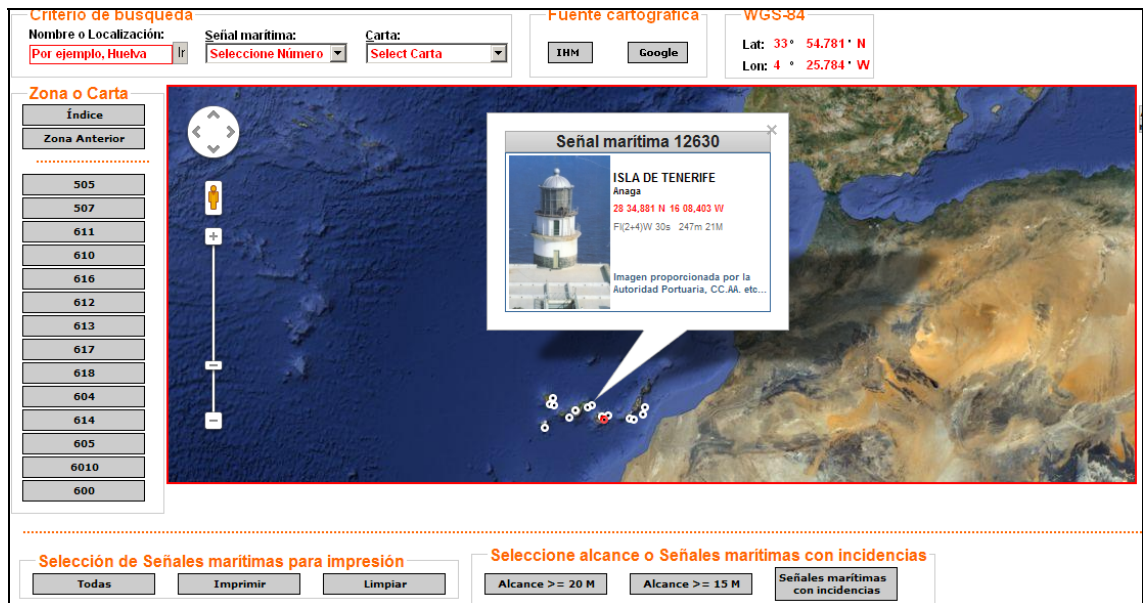 Criterio de búsqueda
Nombre o Localización:
Por ejemplo, Huelva
Ir
Señal marítima:
Seleccione Número
Carta:
Select Carta
Fuente cartográfica
IHM
Google
WGS-84
Lat: 33° 54.781' N
Lon: 4 ° 25.784' W
Zona o Carta
Índice
Zona Anterior
505
507
611
610
616
612
613
617
618
604
614
605
6010
600
Señal marítima 12630
ISLA DE TENERIFE
Anaga
28 34,881 N 16 08,403 W
Fl(2+4)W 30s 247m 21M
Imagen proporcionada por la
Autoridad Portuaria, CC.AA. etc...
Selección de Señales marítimas para impresión
Todas
Imprimir
Limpiar
Seleccione alcance o Señales marítimas con incidencias
Alcance >= 20 M
Alcance >= 15 M
Señales marítimas
con incidencias